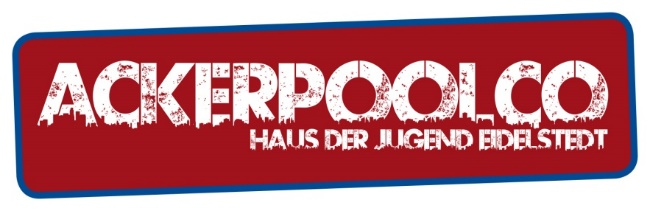 ACKERPOOLCO
HAUS DER JUGEND EIDELSTEDT